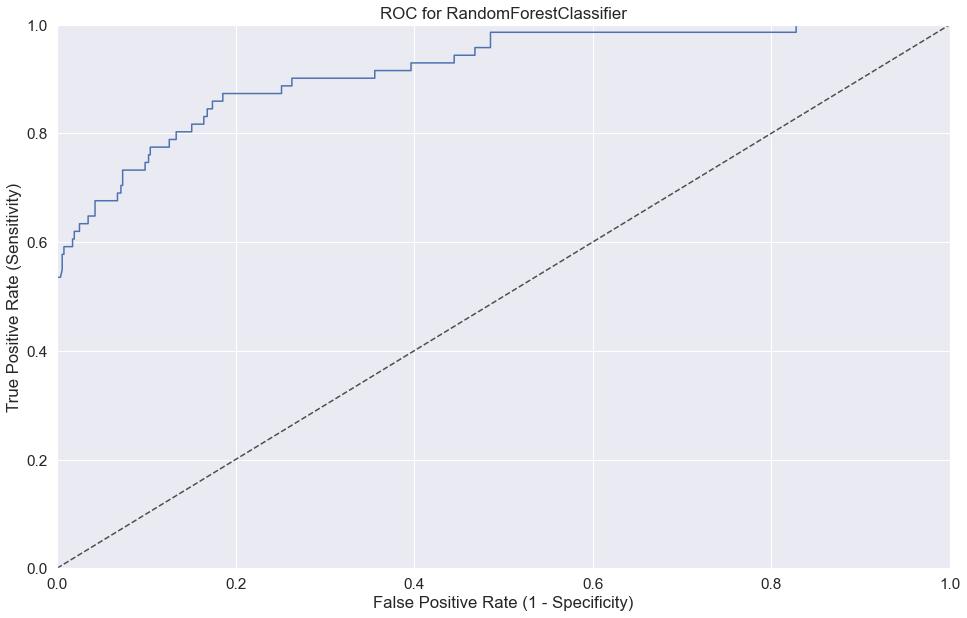 ROC for RandomForestClassifier
True Positive Rate (Sensitivity)
1.0
0.8
0.6
0.4
0.2
0.0
0.0 0.2 0.4 0.6 0.8 1.0
False Positive Rate (1 - Specificity)